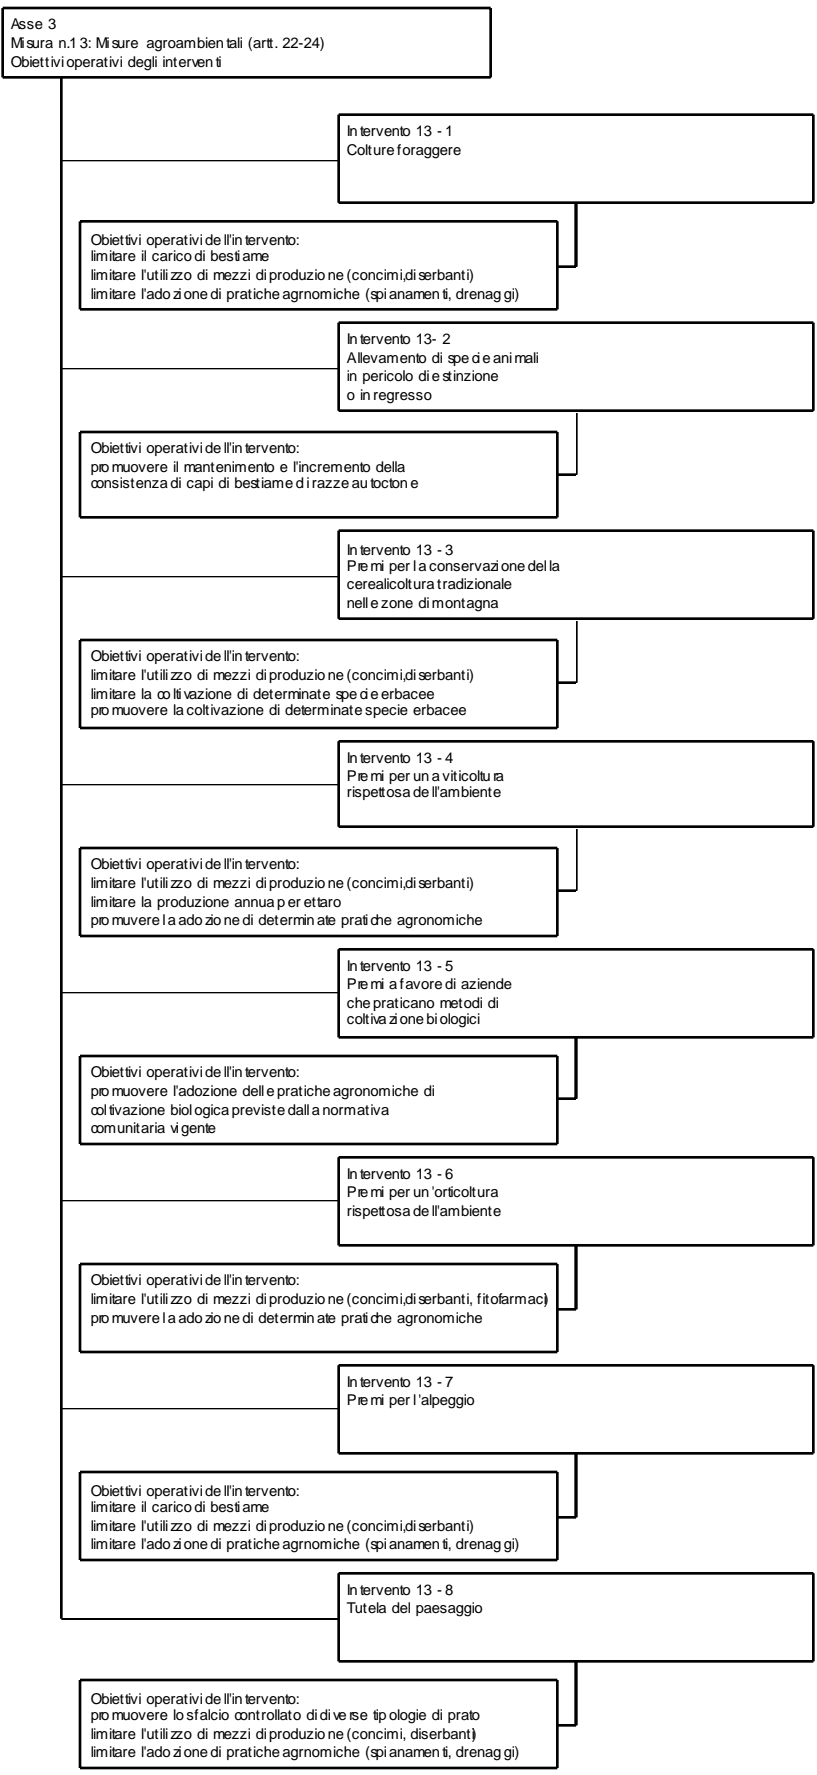 Asse 3
Misura n.13: Misure agroambientali (artt. 22-24)
Obiettivi operativi degli interventi
Intervento 13 - 1
Colture foraggere
Obiettivi operativi dell'intervento:
limitare il carico di bestiame
limitare l'utilizzo di mezzi di produzione (concimi,diserbanti)
limitare l'adozione di pratiche agrnomiche (spianamenti, drenaggi)
Intervento 13- 2
Allevamento di specie animali
in pericolo di estinzione
o in regresso
Obiettivi operativi dell'intervento:
promuovere il mantenimento e l'incremento della
consistenza di capi di bestiame di razze autoctone
Intervento 13 - 3
Premi per la conservazione della
cerealicoltura tradizionale
nelle zone di montagna
Obiettivi operativi dell'intervento:
limitare l'utilizzo di mezzi di produzione (concimi,diserbanti)
limitare la coltivazione di determinate specie erbacee
promuovere la coltivazione di determinate specie erbacee
Intervento 13 - 4
Premi per una viticoltura
rispettosa dell'ambiente
Obiettivi operativi dell'intervento:
limitare l'utilizzo di mezzi di produzione (concimi,diserbanti)
limitare la produzione annua per ettaro
promuvere la adozione di determinate pratiche agronomiche
Intervento 13 - 5
Premi a favore di aziende
che praticano metodi di
coltivazione biologici
Obiettivi operativi dell'intervento:
promuovere l'adozione delle pratiche agronomiche di
coltivazione biologica previste dalla normativa
comunitaria vigente
Intervento 13 - 6
Premi per un'orticoltura
rispettosa dell'ambiente
Obiettivi operativi dell'intervento:
limitare l'utilizzo di mezzi di produzione (concimi,diserbanti, fitofarmaci)
promuvere la adozione di determinate pratiche agronomiche
Intervento 13 - 7
Premi per l'alpeggio
Obiettivi operativi dell'intervento:
limitare il carico di bestiame
limitare l'utilizzo di mezzi di produzione (concimi,diserbanti)
limitare l'adozione di pratiche agrnomiche (spianamenti, drenaggi)
Intervento 13 - 8
Tutela del paesaggio
Obiettivi operativi dell'intervento:
promuovere lo sfalcio controllato di diverse tipologie di prato
limitare l'utilizzo di mezzi di produzione (concimi, diserbanti)
limitare l'adozione di pratiche agrnomiche (spianamenti, drenaggi)